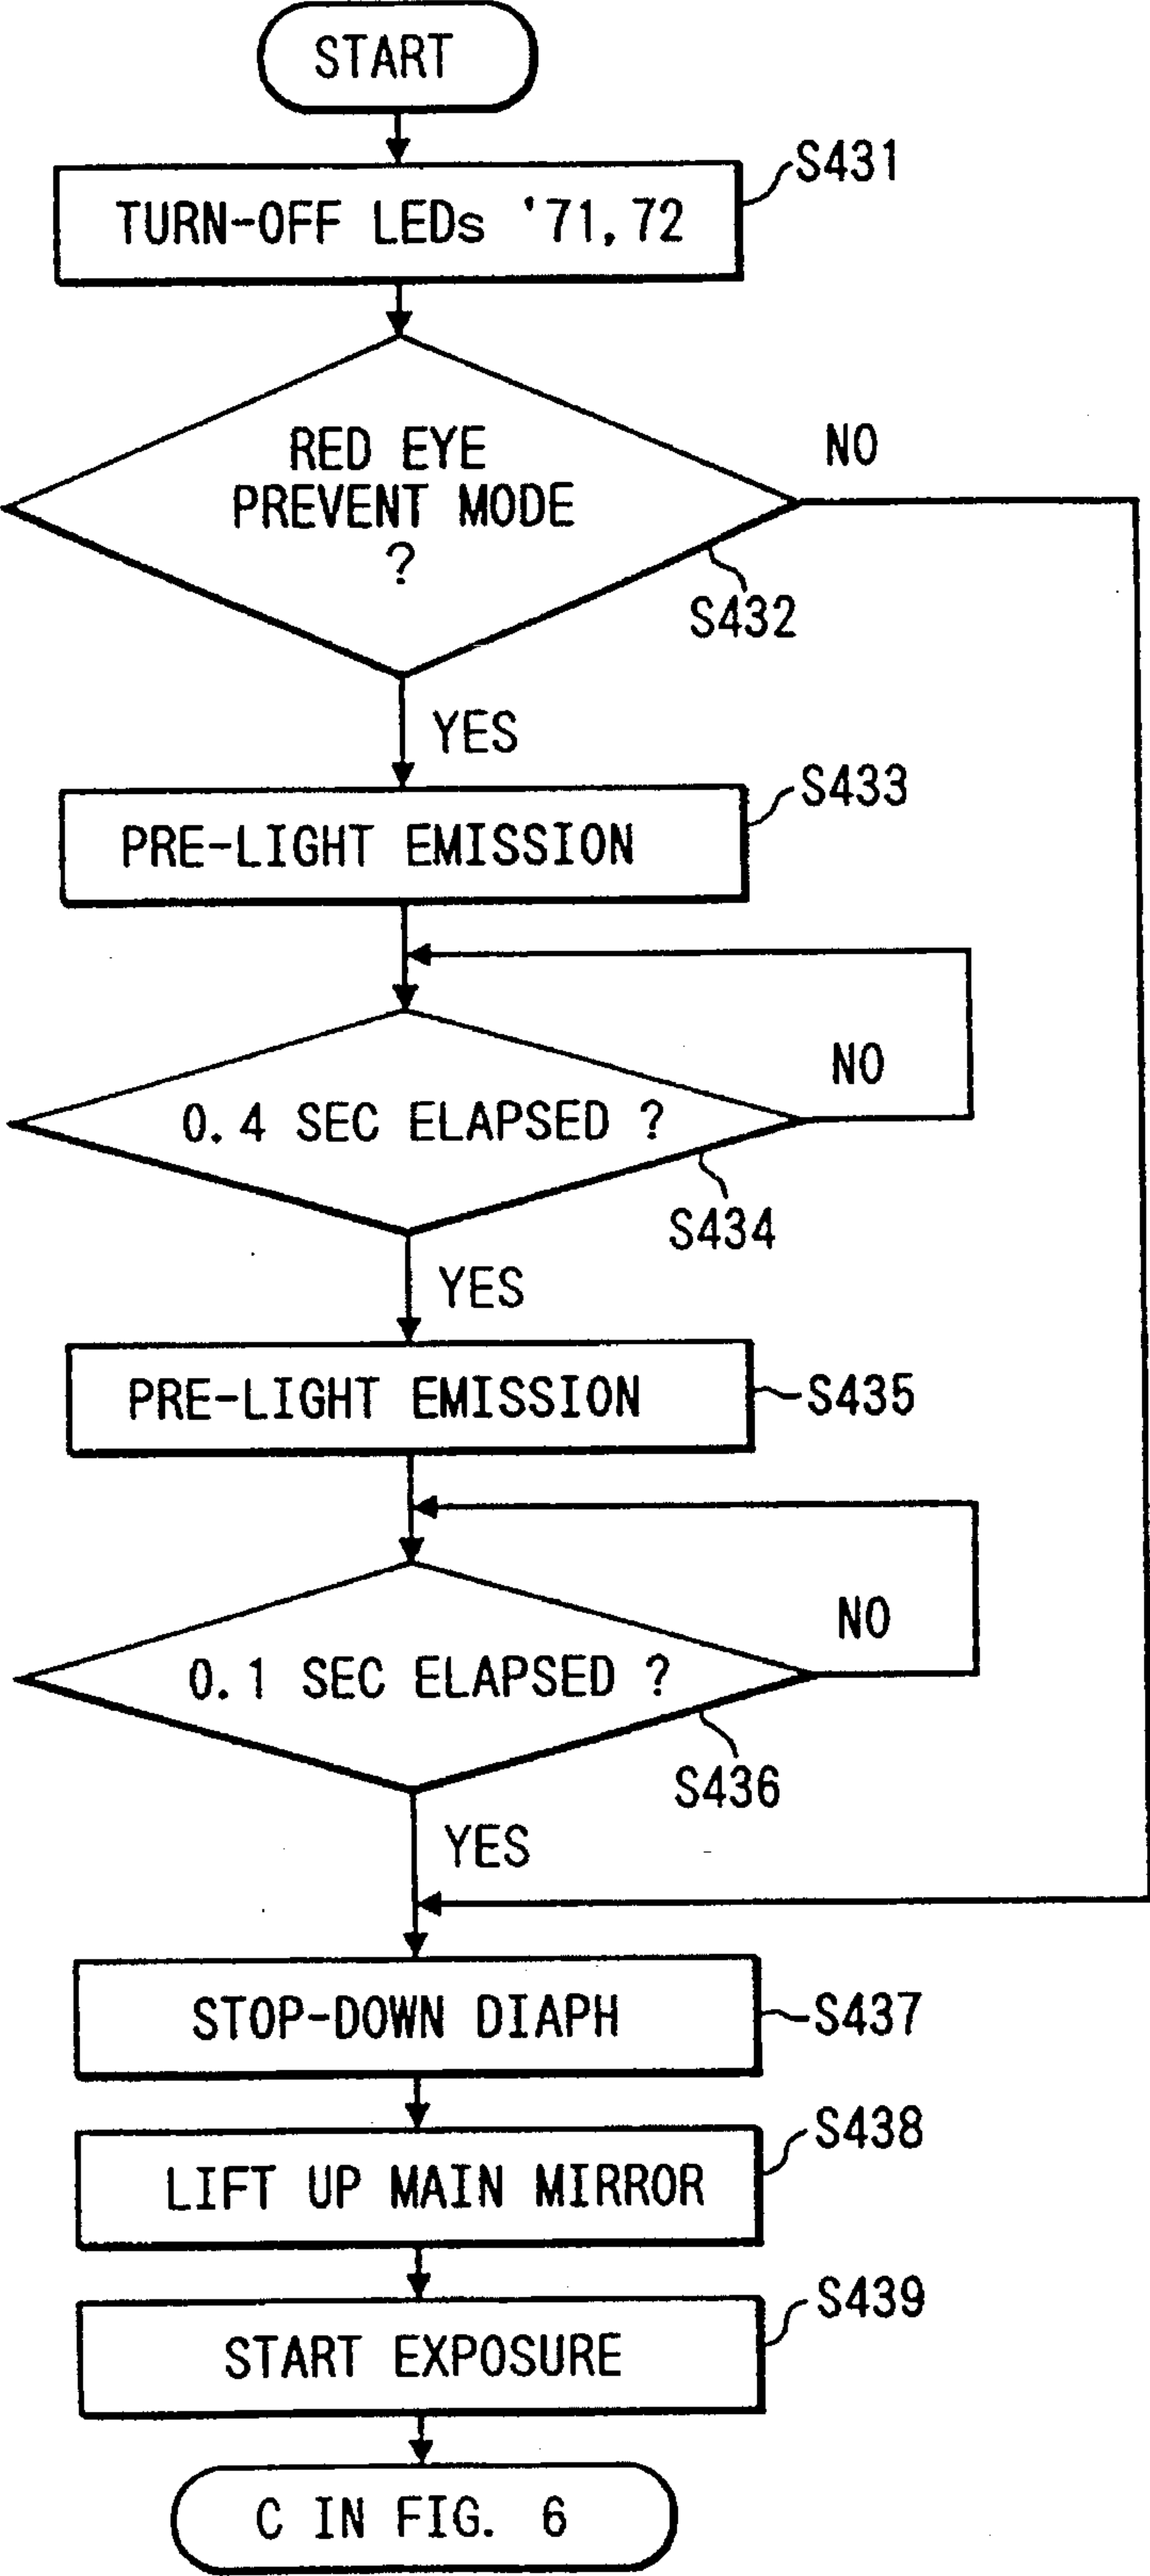 START
S431
TURN-OFF LEDs '71, 72
RED EYE
PREVENT MODE
?
NO
S432
YES
S433
PRE-LIGHT EMISSION
NO
0.4 SEC ELAPSED ?
S434
YES
PRE-LIGHT EMISSION
S435
NO
0.1 SEC ELAPSED ?
S436
YES
STOP-DOWN DIAPH
S437
S438
LIFT UP MAIN MIRROR
S439
START EXPOSURE
C IN FIG. 6